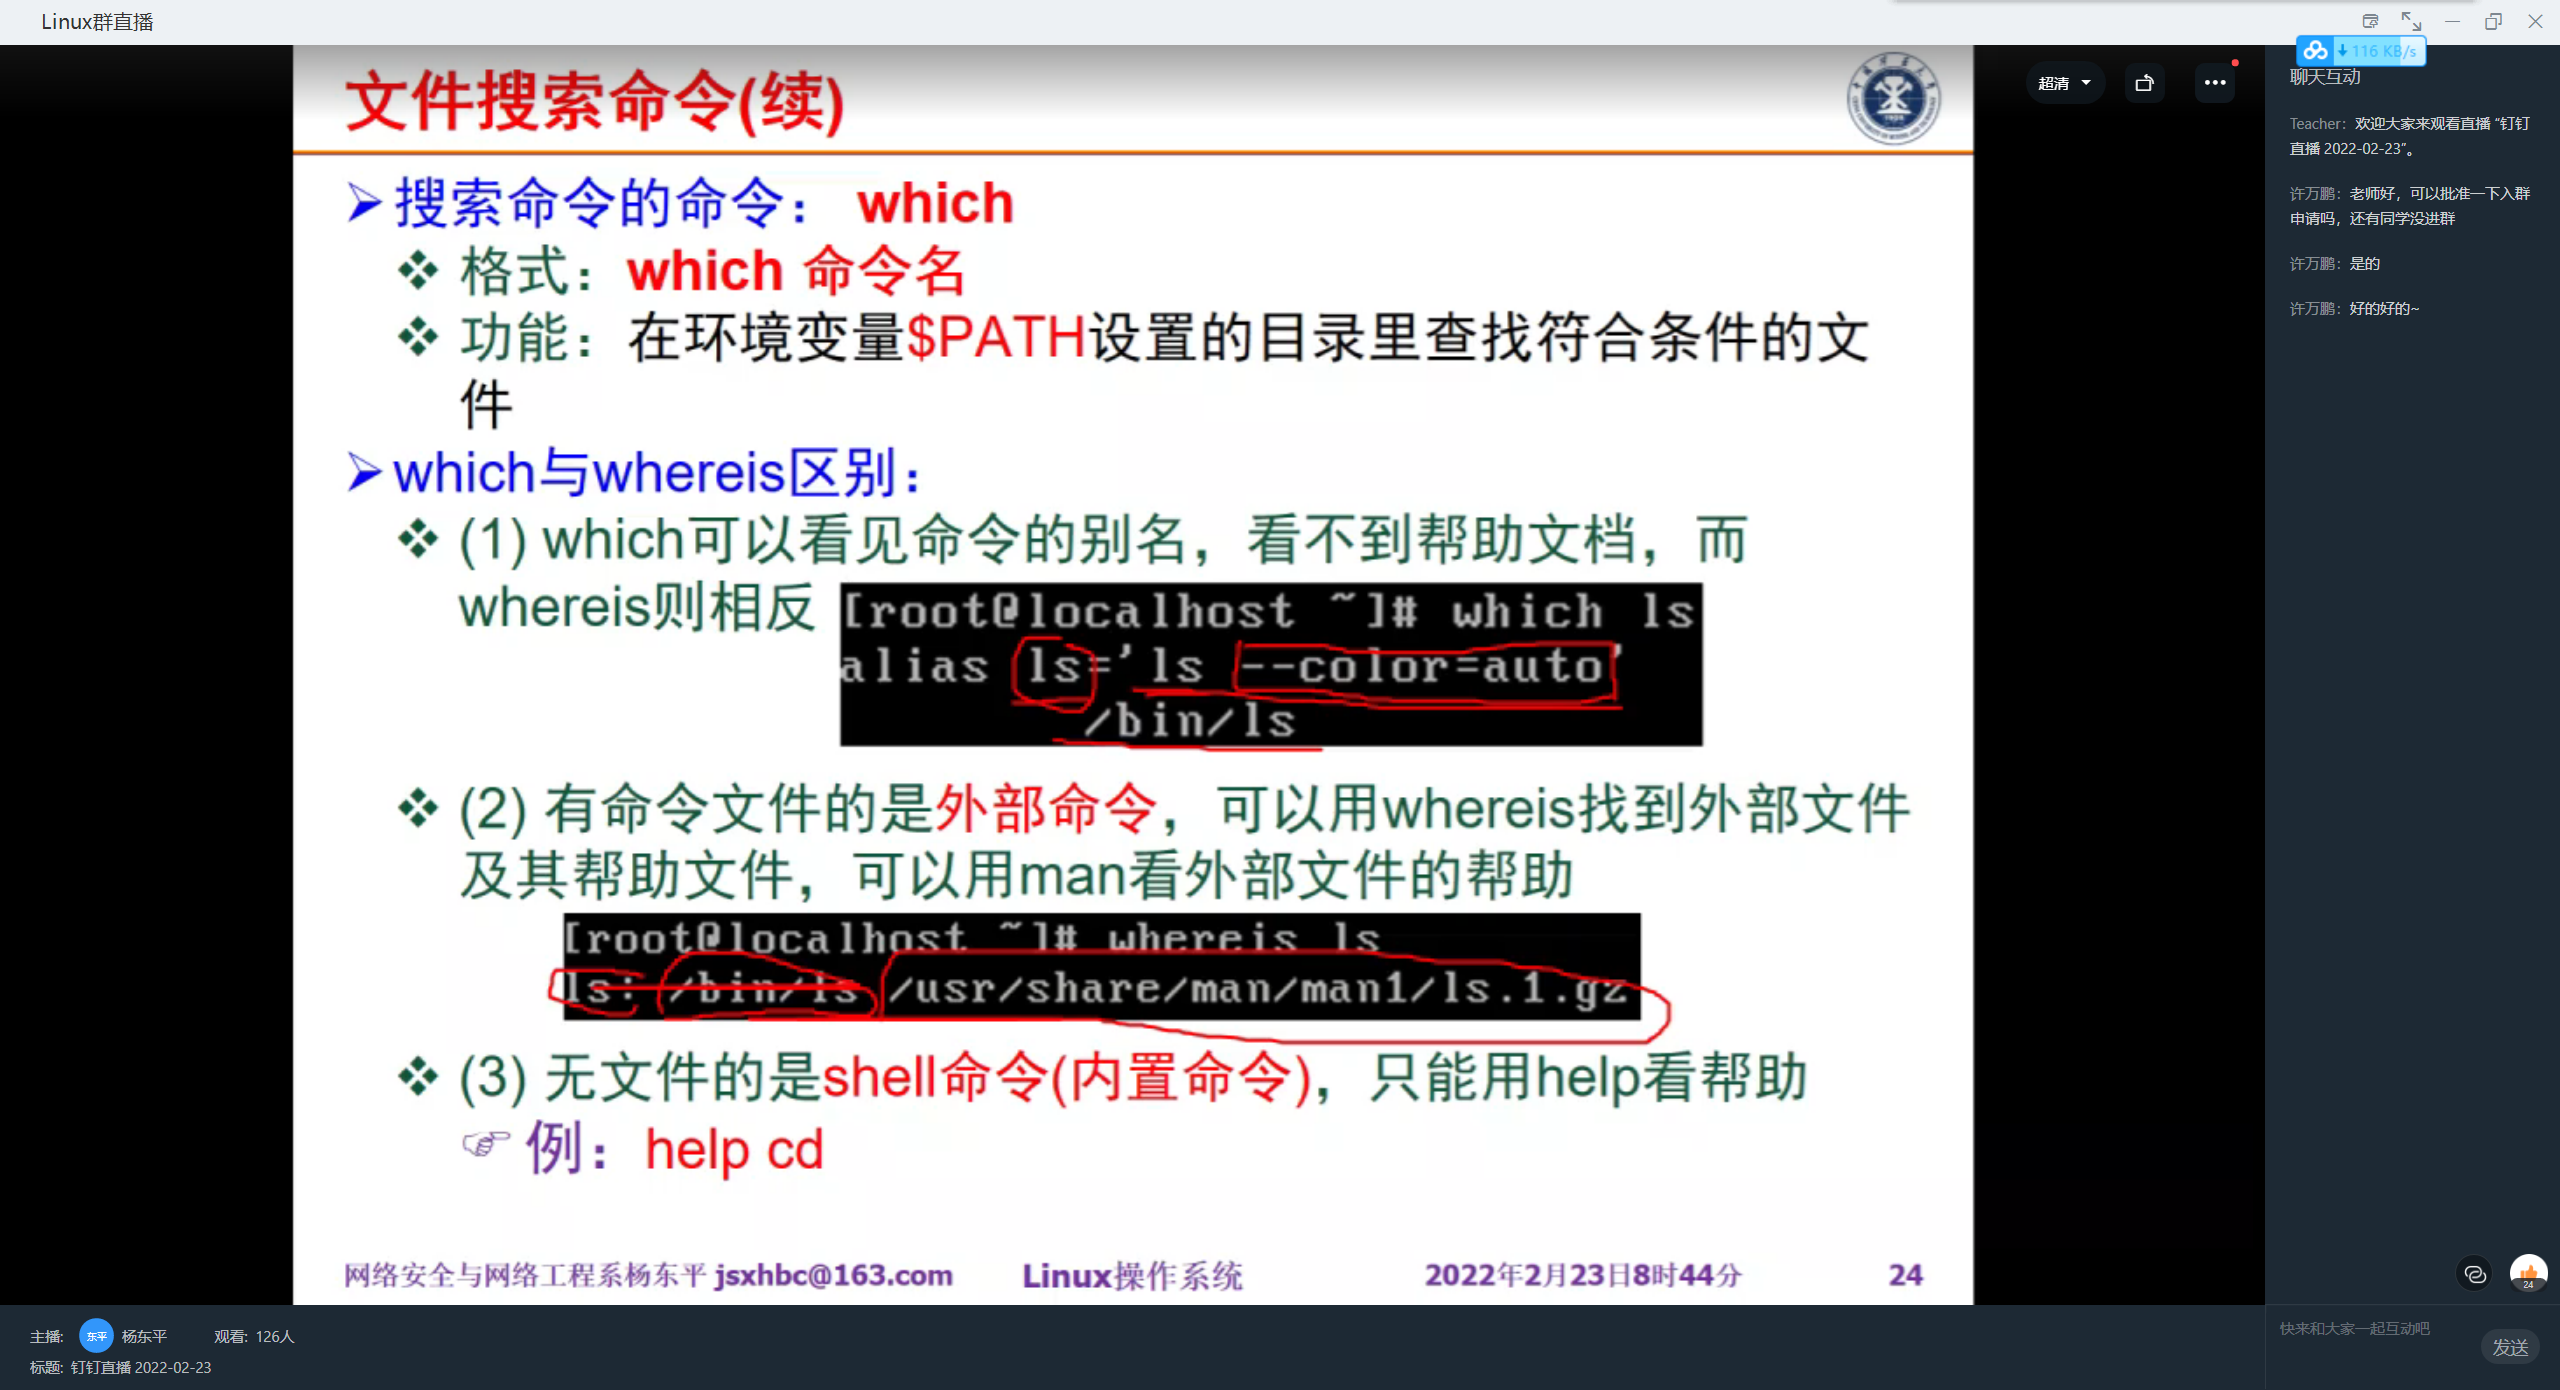 Linux群直播
116 KB/s
文件搜索命令(续)
超清
聊天互动
Teacher: 欢迎大家来观看直播 “钉钉
直播 2022-02-23”。
许万鹏: 老师好，可以批准一下入群
申请吗，还有同学没进群
许万鹏: 是的
许万鹏: 好的好的~
搜索命令的命令： which
格式：which 命令名
功能：在环境变量$PATH设置的目录里查找符合条件的文
件
which与whereis区别：
(1) which可以看见命令的别名，看不到帮助文档，而
whereis则相反
[root@localhost ~]# which ls
alias ls='ls --color=auto'
/bin/ls
(2) 有命令文件的是外部命令，可以用whereis找到外部文件
及其帮助文件，可以用man看外部文件的帮助
[root@localhost ~]# whereis ls
ls: /bin/ls /usr/share/man/man1/ls.1.gz
(3) 无文件的是shell命令(内置命令)，只能用help看帮助
例：help cd
网络安全与网络工程系杨东平 jsxhbc@163.com Linux操作系统 2022年2月23日8时44分 24
24
主播: 东平 杨东平 观看: 126人
标题: 钉钉直播 2022-02-23
快来和大家一起互动吧
发送